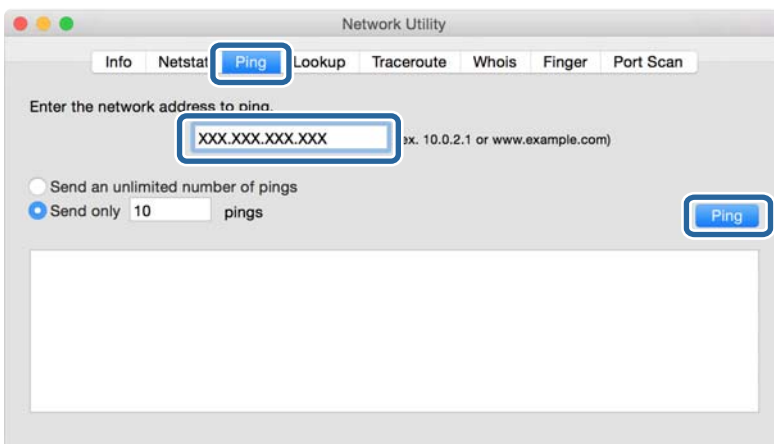 Network Utility
Info Netstat Ping Lookup Traceroute Whois Finger Port Scan
Enter the network address to ping.
XXX.XXX.XXX.XXX ex. 10.0.2.1 or www.example.com)
Send an unlimited number of pings
Send only 10 pings
Ping